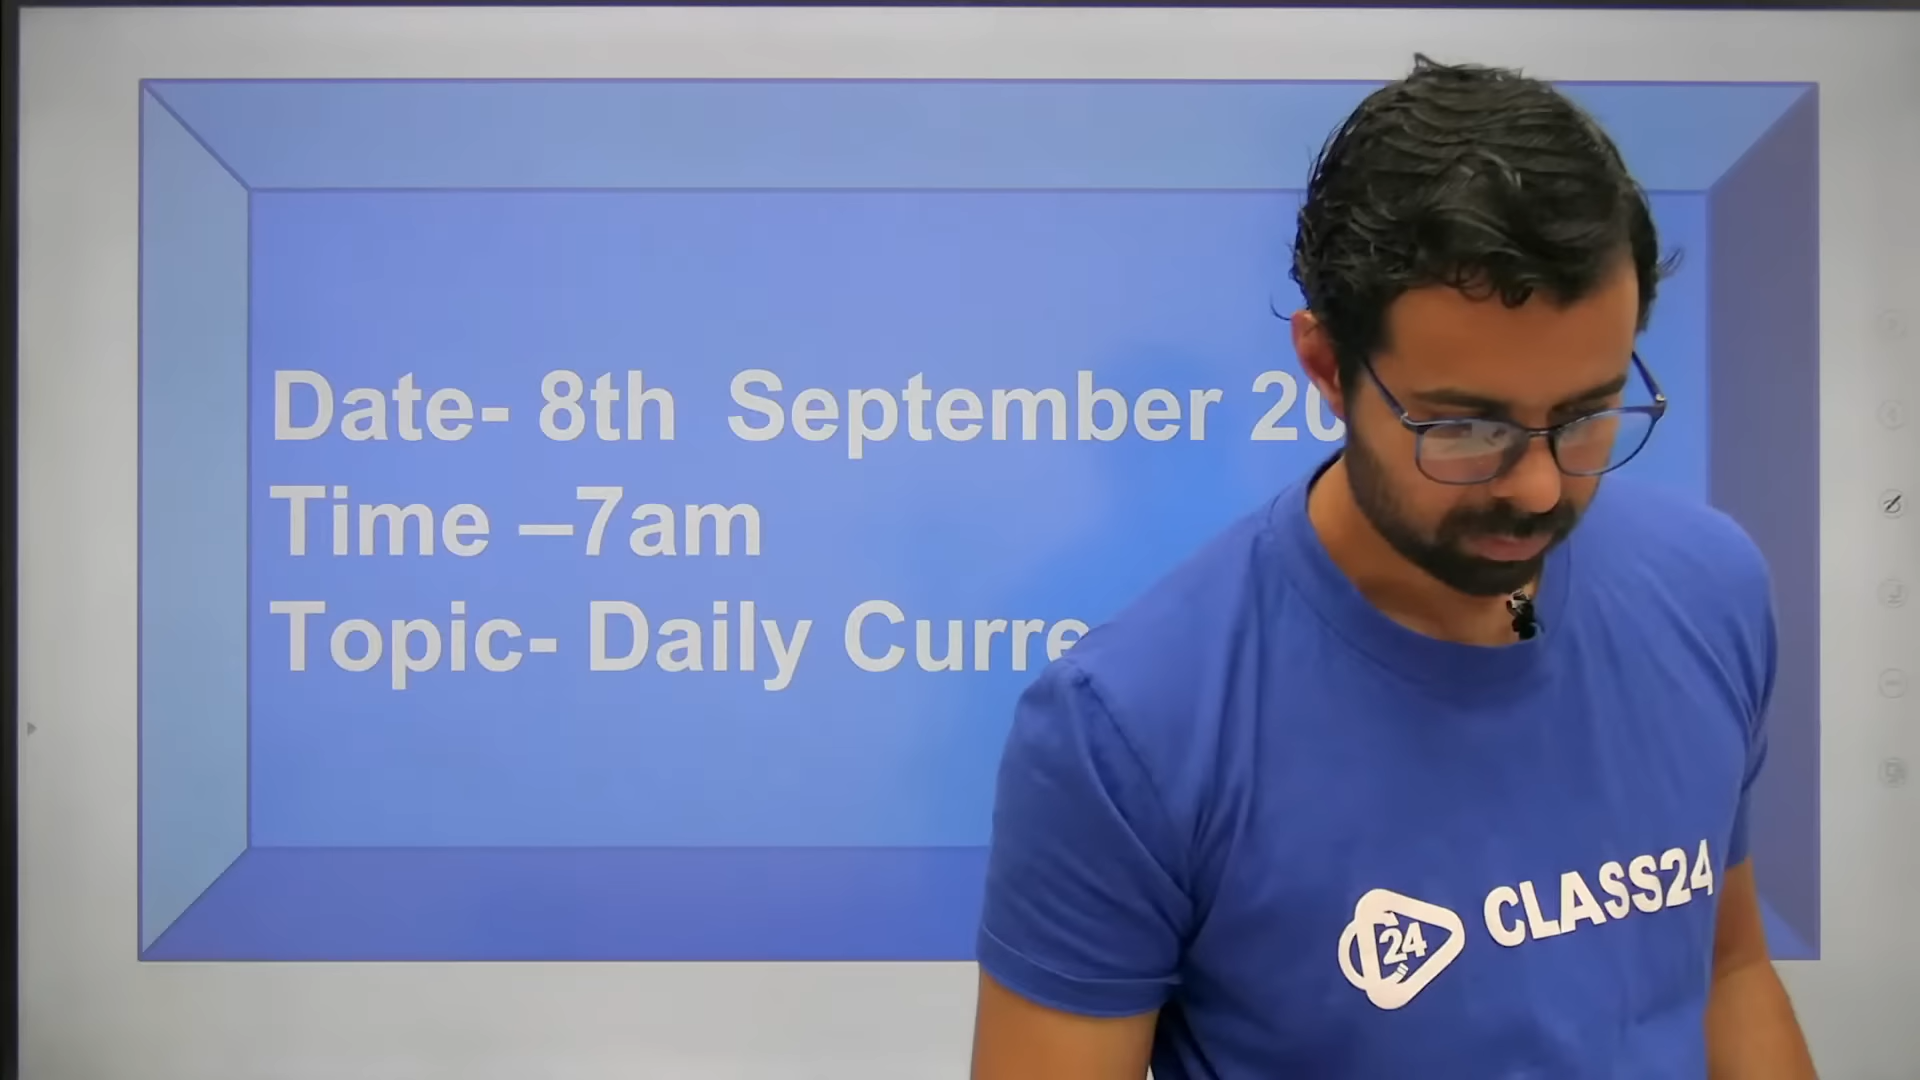 Date- 8th September 20
Time –7am
Topic- Daily Curre
CLASS24
24